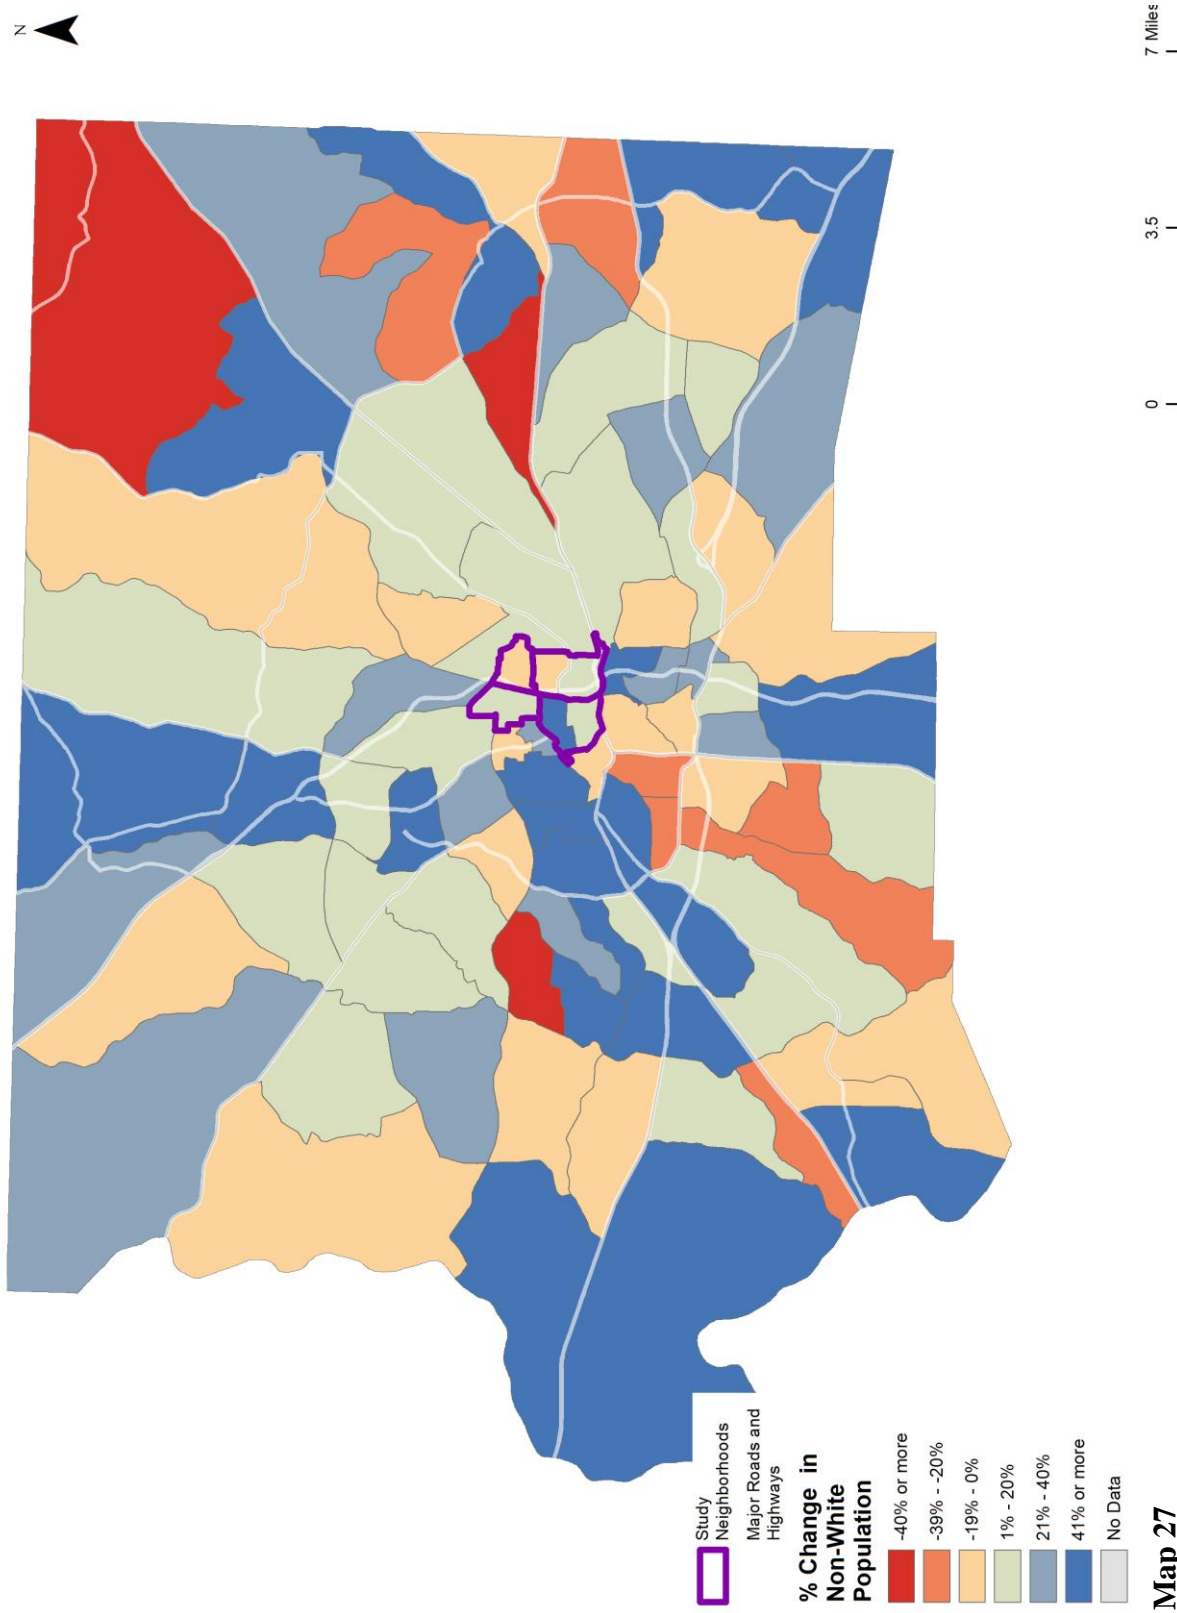 N
Study
Neighborhoods
Major Roads and
Highways
% Change in
Non-White
Population
-40% or more
-39% - -20%
-19% - 0%
1% - 20%
21% - 40%
41% or more
No Data
0
3.5
7 Miles
Map 27